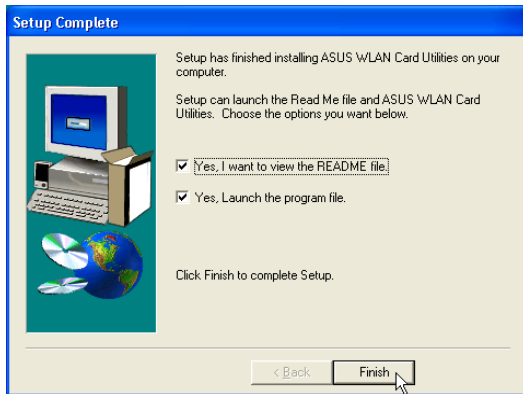 Setup Complete
Setup has finished installing ASUS WLAN Card Utilities on your
computer.
Setup can launch the Read Me file and ASUS WLAN Card
Utilities. Choose the options you want below.
Yes, I want to view the README file.
Yes, Launch the program file.
Click Finish to complete Setup.
< Back
Finish